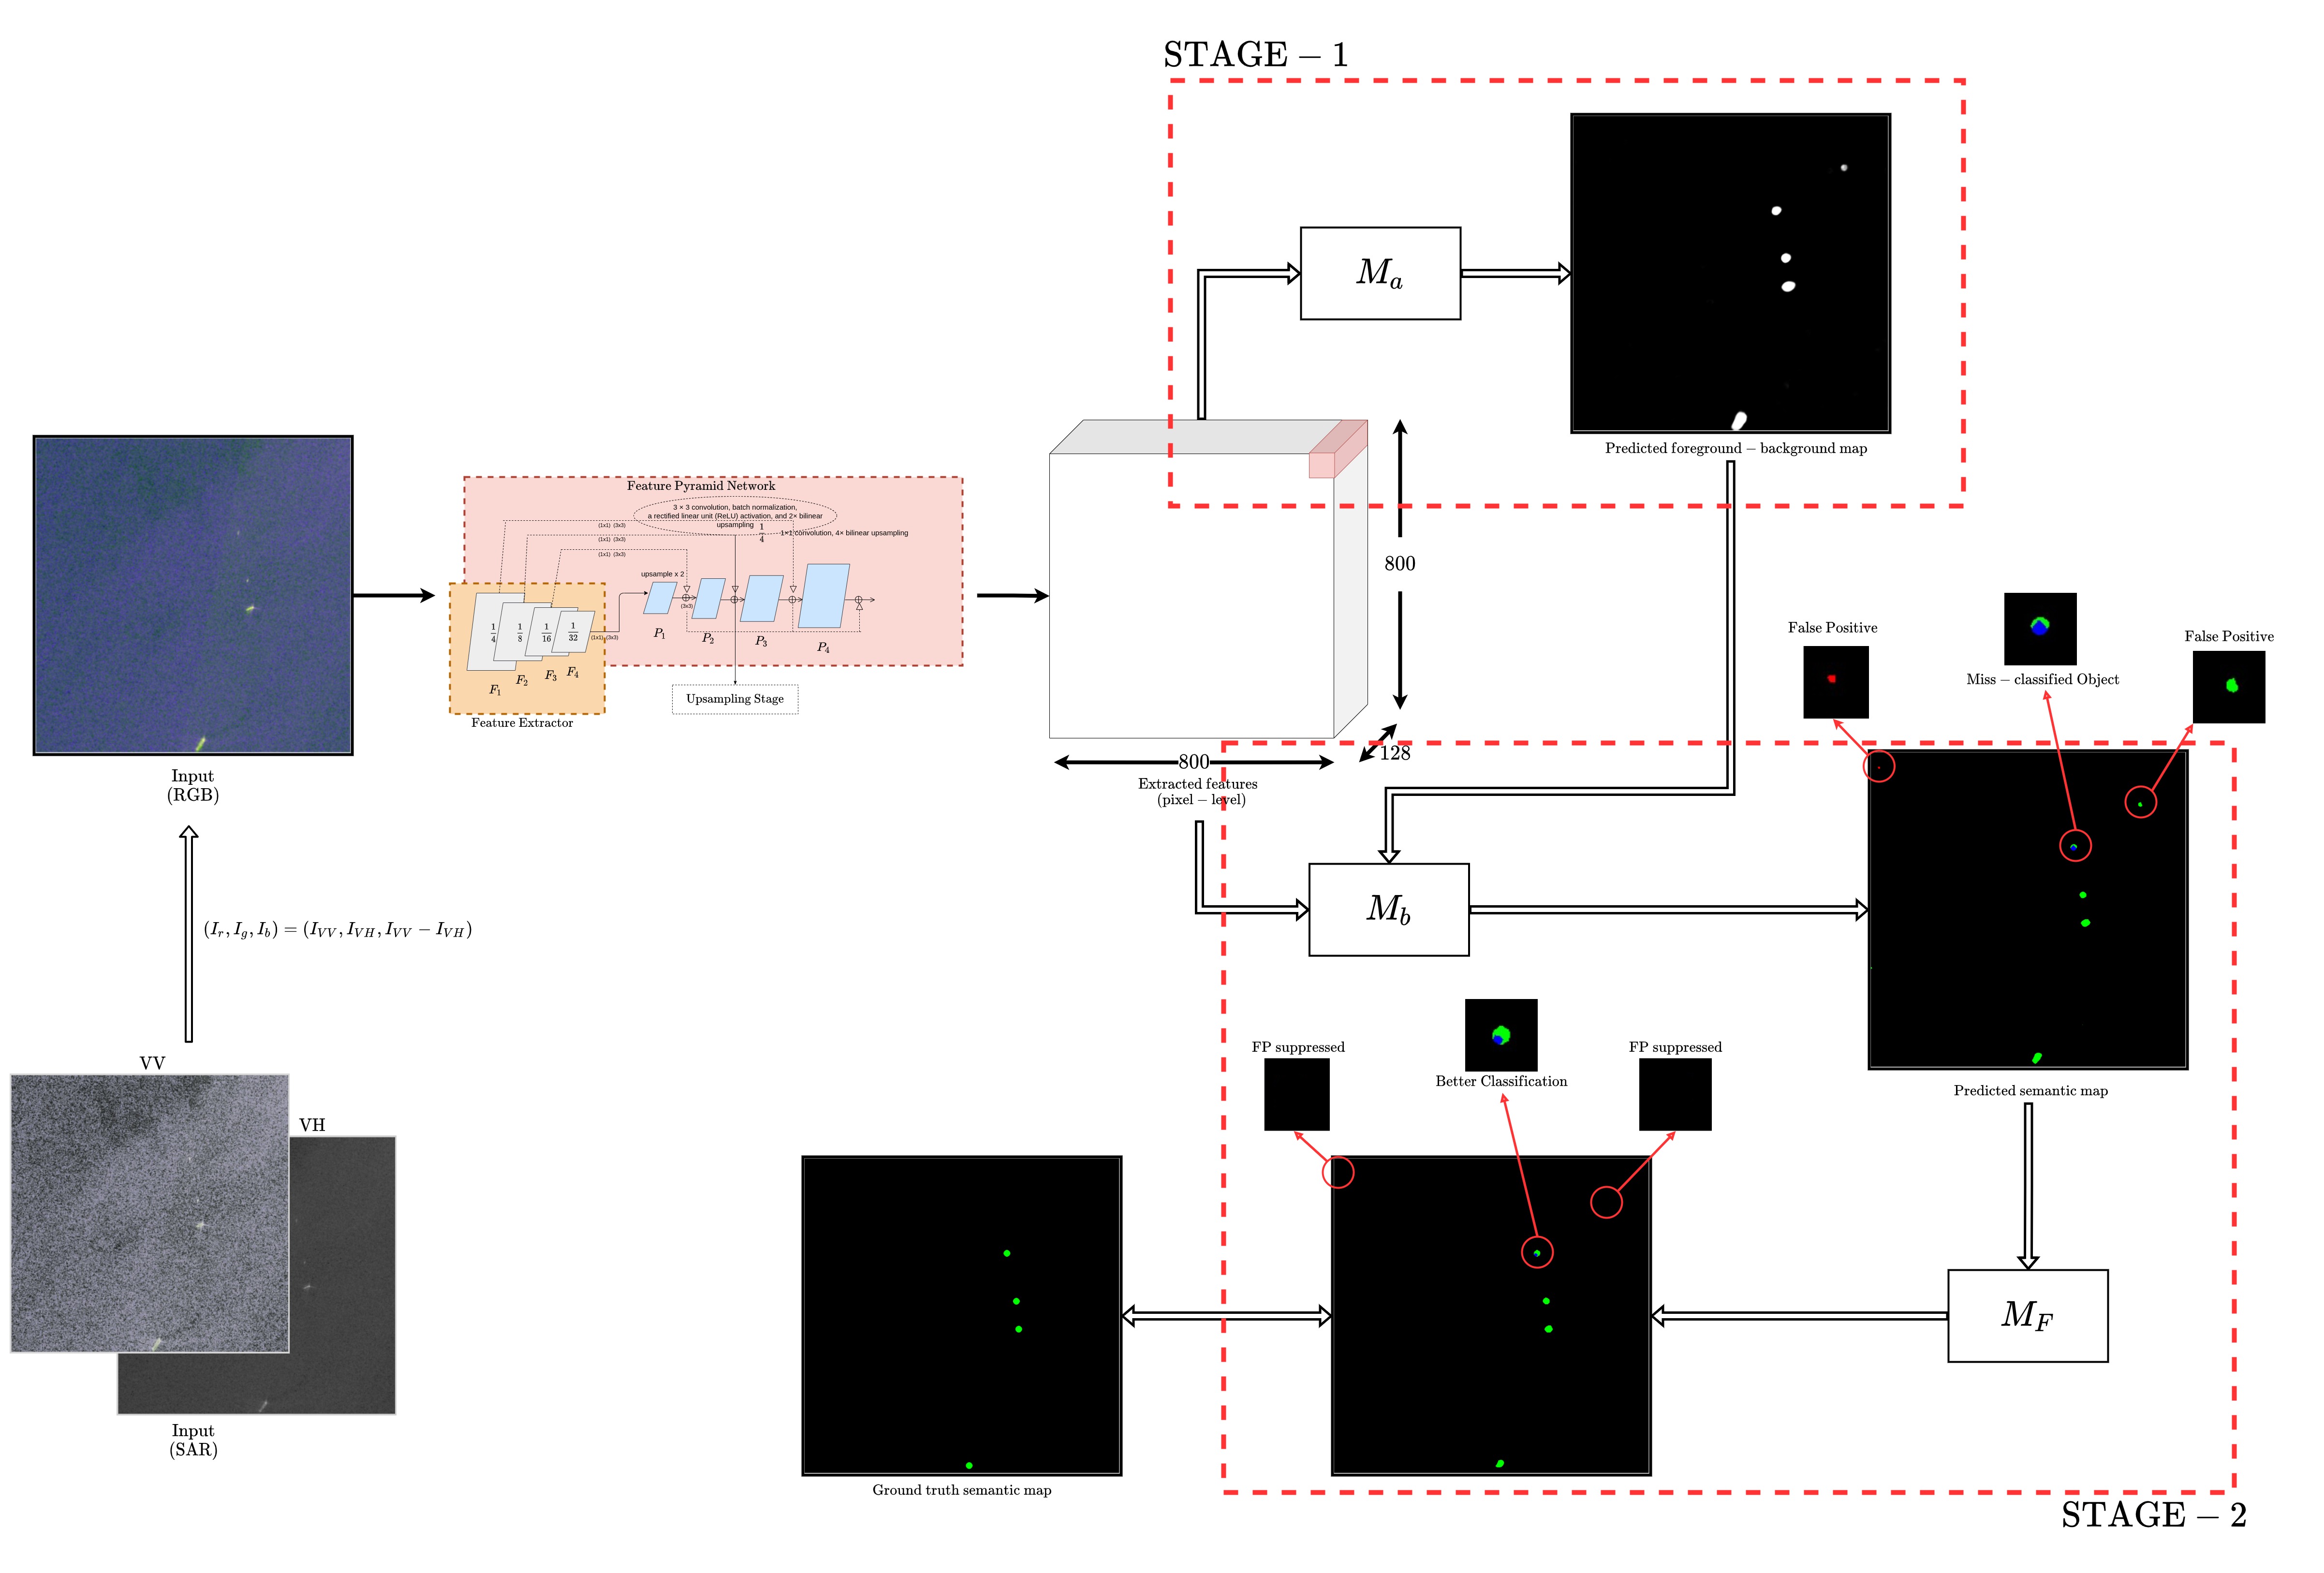 STAGE – 1
M_a
Predicted foreground – background map
Feature Pyramid Network
3 × 3 convolution, batch normalization,
a rectified linear unit (ReLU) activation, and 2× bilinear
upsampling
1/4
1×1 convolution, 4× bilinear upsampling
(1x1) (3x3)
(1x1) (3x3)
(1x1) (3x3)
upsample x 2
(3x3)
(1x1) (3x3)
1/4
1/8
1/16
1/32
F_1
F_2
F_3
F_4
P_1
P_2
P_3
P_4
Feature Extractor
Upsampling Stage
800
800
128
Extracted features
(pixel – level)
Input
(RGB)
(I_r, I_g, I_b) = (I_{VV}, I_{VH}, I_{VV} − I_{VH})
VV
VH
Input
(SAR)
False Positive
Miss – classified Object
False Positive
M_b
Predicted semantic map
FP suppressed
Better Classification
FP suppressed
M_F
Ground truth semantic map
STAGE – 2